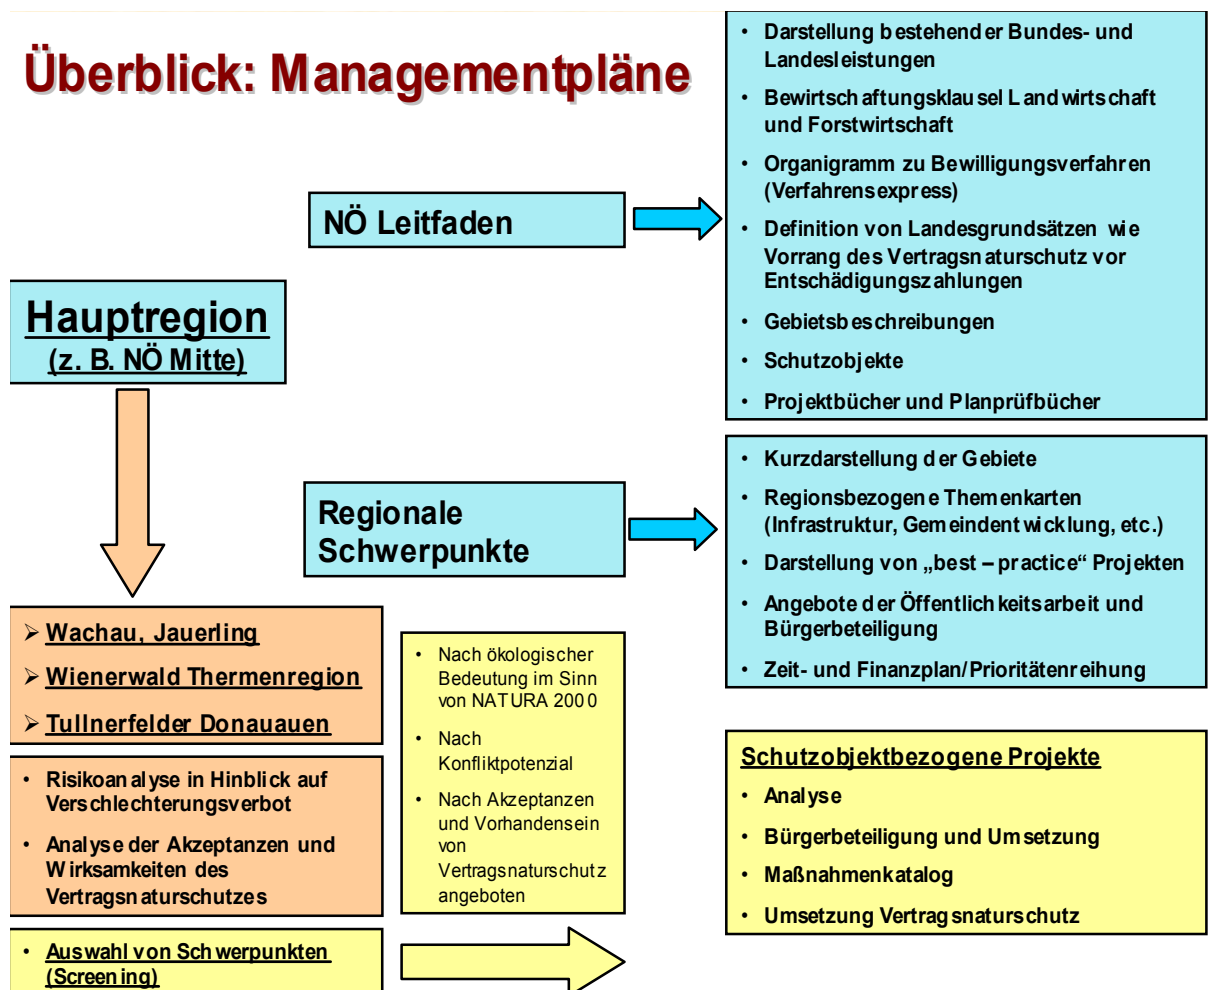 Überblick: Managementpläne
• Darstellung bestehender Bundes- und
Landesleistungen
• Bewirtschaftungsklausel Landwirtschaft
und Forstwirtschaft
• Organigramm zu Bewilligungsverfahren
(Verfahrensexpress)
• Definition von Landesgrundsätzen wie
Vorrang des Vertragsnaturschutz vor
Entschädigungszahlungen
• Gebietsbeschreibungen
• Schutzobjekte
• Projektbücher und Planprüfbücher
NÖ Leitfaden
Hauptregion
(z. B. NÖ Mitte)
Regionale
Schwerpunkte
• Kurzdarstellung der Gebiete
• Regionsbezogene Themenkarten
(Infrastruktur, Gemeindentwicklung, etc.)
• Darstellung von „best – practice“ Projekten
• Angebote der Öffentlichkeitsarbeit und
Bürgerbeteiligung
• Zeit- und Finanzplan/Prioritätenreihung
➢ Wachau, Jauerling
➢ Wienerwald Thermenregion
➢ Tullnerfelder Donauauen
• Risikoanalyse in Hinblick auf
Verschlechterungsverbot
• Analyse der Akzeptanzen und
Wirksamkeiten des
Vertragsnaturschutzes
• Auswahl von Schwerpunkten
(Screening)
• Nach ökologischer
Bedeutung im Sinn
von NATURA 2000
• Nach
Konfliktpotenzial
• Nach Akzeptanzen
und Vorhandensein
von
Vertragsnaturschutz
angeboten
Schutzobjektbezogene Projekte
• Analyse
• Bürgerbeteiligung und Umsetzung
• Maßnahmenkatalog
• Umsetzung Vertragsnaturschutz